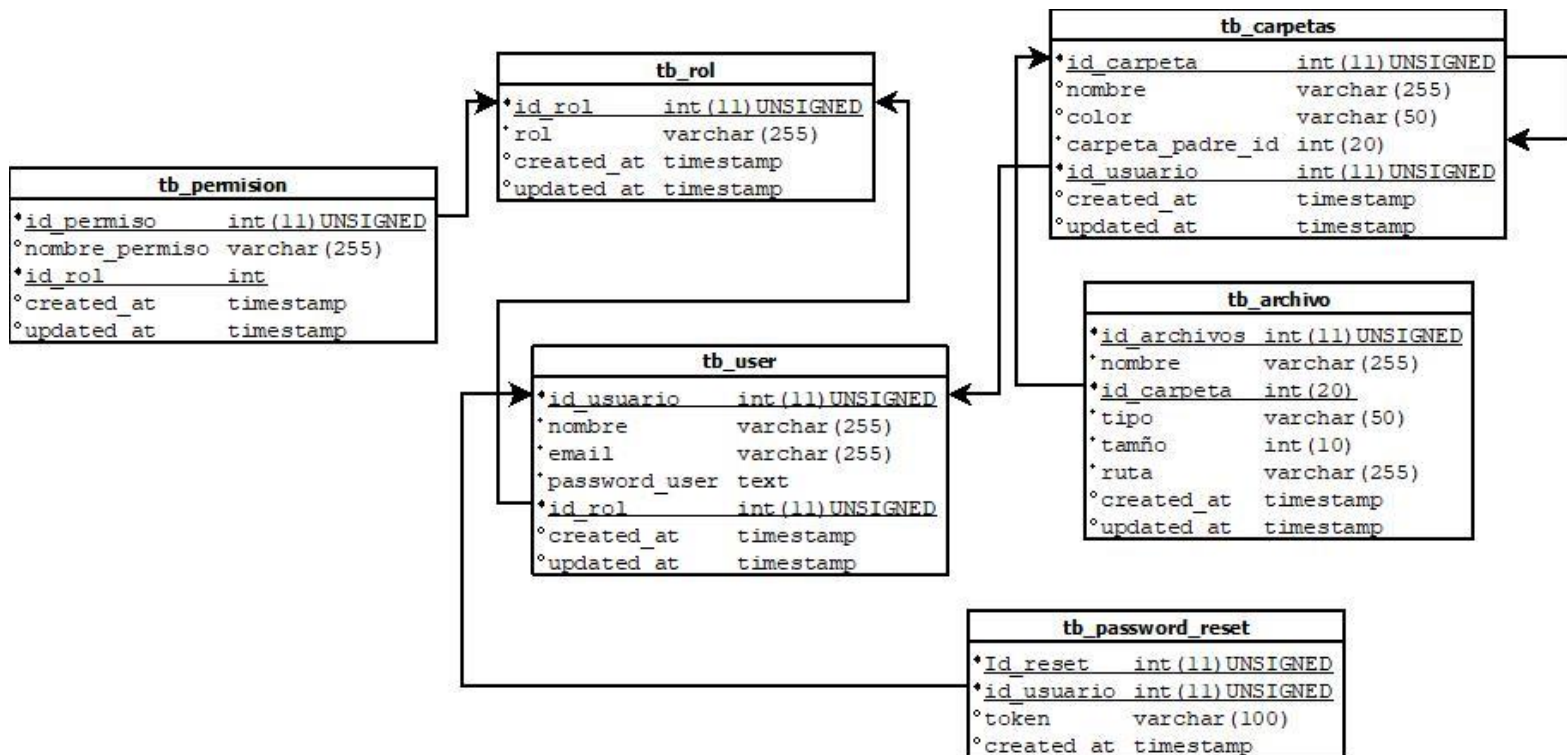 tb_carpetas
id_carpeta int(11)UNSIGNED
nombre varchar(255)
color varchar(50)
carpeta_padre_id int(20)
id_usuario int(11)UNSIGNED
created_at timestamp
updated_at timestamp
tb_rol
id_rol int(11)UNSIGNED
rol varchar(255)
created_at timestamp
updated_at timestamp
tb_permision
id_permiso int(11)UNSIGNED
nombre_permiso varchar(255)
id_rol int
created_at timestamp
updated_at timestamp
tb_archivo
id_archivos int(11)UNSIGNED
nombre varchar(255)
id_carpeta int(20)
tipo varchar(50)
tamño int(10)
ruta varchar(255)
created_at timestamp
updated_at timestamp
tb_user
id_usuario int(11)UNSIGNED
nombre varchar(255)
email varchar(255)
password_user text
id_rol int(11)UNSIGNED
created_at timestamp
updated_at timestamp
tb_password_reset
Id_reset int(11)UNSIGNED
id_usuario int(11)UNSIGNED
token varchar(100)
created_at timestamp